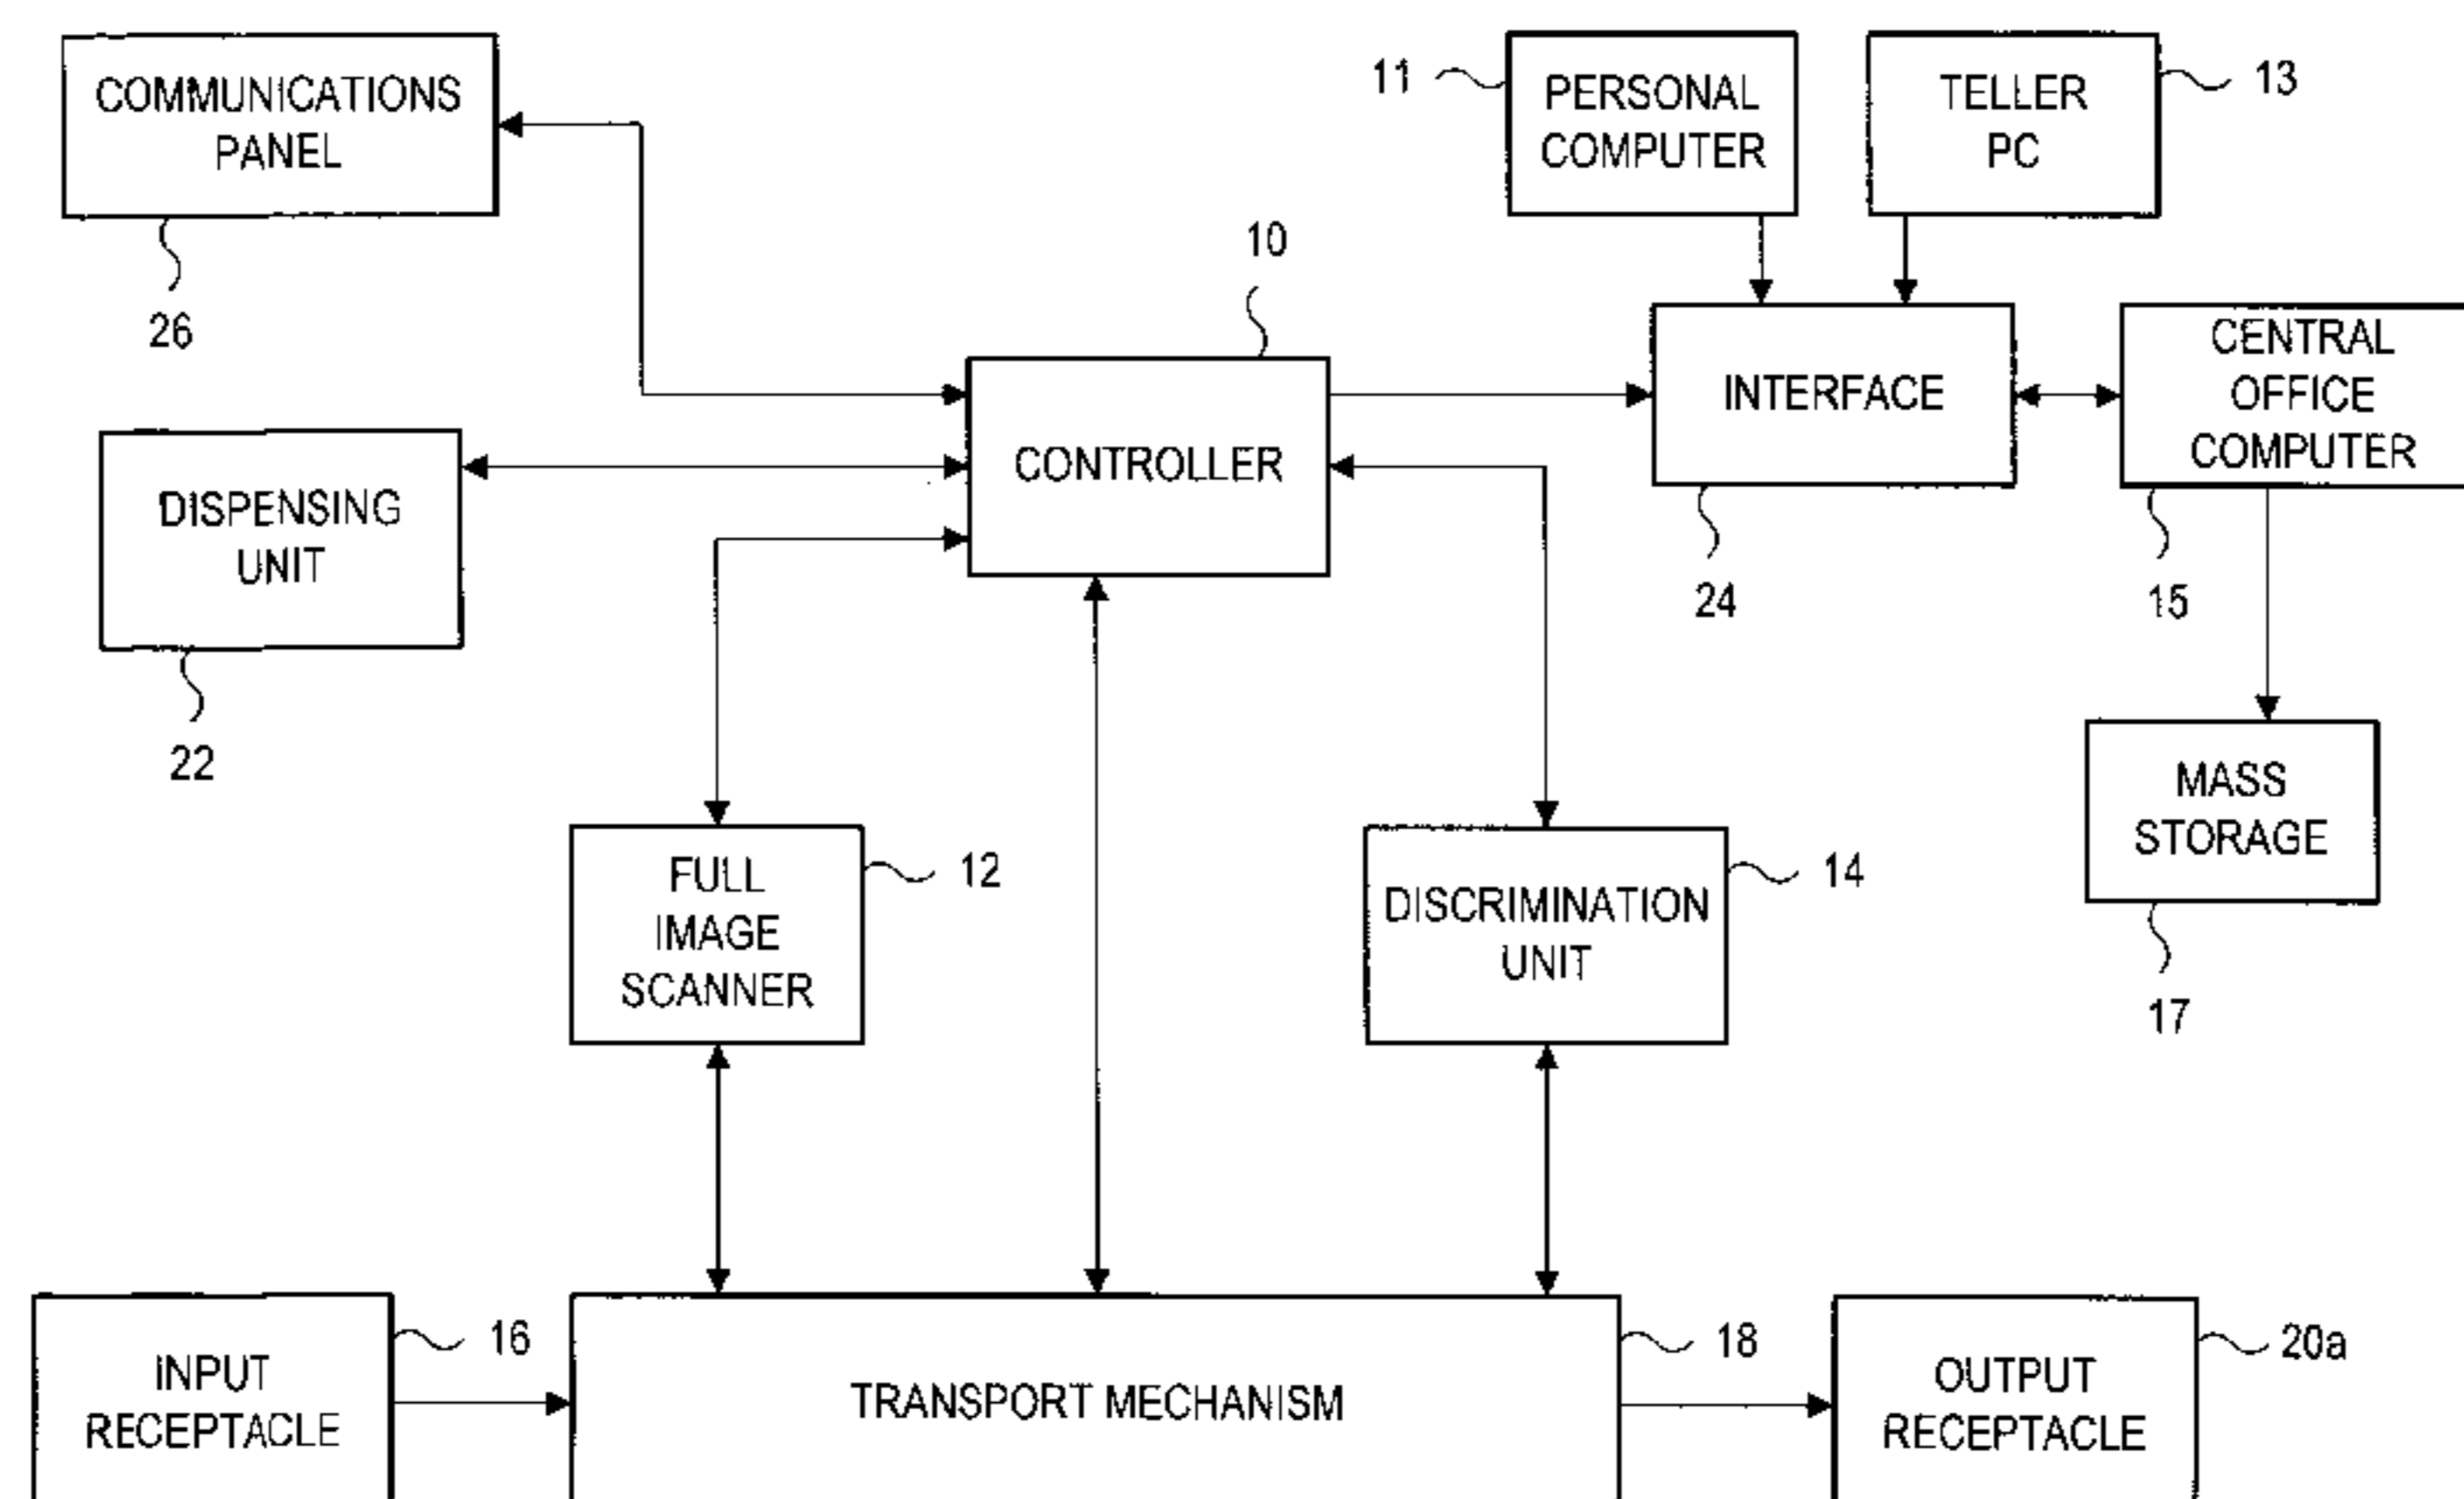 COMMUNICATIONS
PANEL
26
11
PERSONAL
COMPUTER
TELLER
PC
13
10
CONTROLLER
INTERFACE
24
CENTRAL
OFFICE
COMPUTER
15
DISPENSING
UNIT
22
MASS
STORAGE
17
FULL
IMAGE
SCANNER
12
DISCRIMINATION
UNIT
14
INPUT
RECEPTACLE
16
TRANSPORT MECHANISM
18
OUTPUT
RECEPTACLE
20a